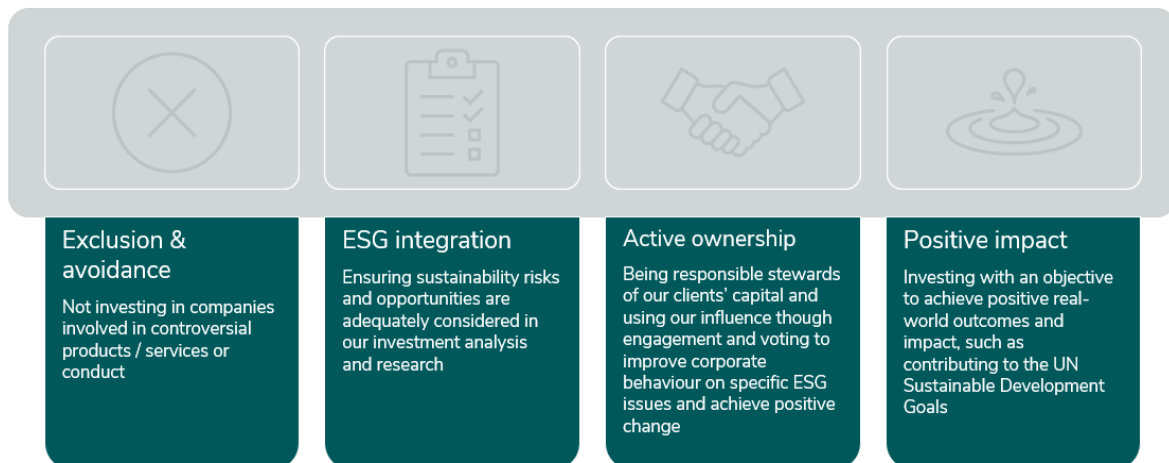 Exclusion &
avoidance
Not investing in companies
involved in controversial
products / services or
conduct
ESG integration
Ensuring sustainability risks
and opportunities are
adequately considered in
our investment analysis
and research
Active ownership
Being responsible stewards
of our clients’ capital and
using our influence though
engagement and voting to
improve corporate
behaviour on specific ESG
issues and achieve positive
change
Positive impact
Investing with an objective
to achieve positive real-
world outcomes and
impact, such as
contributing to the UN
Sustainable Development
Goals